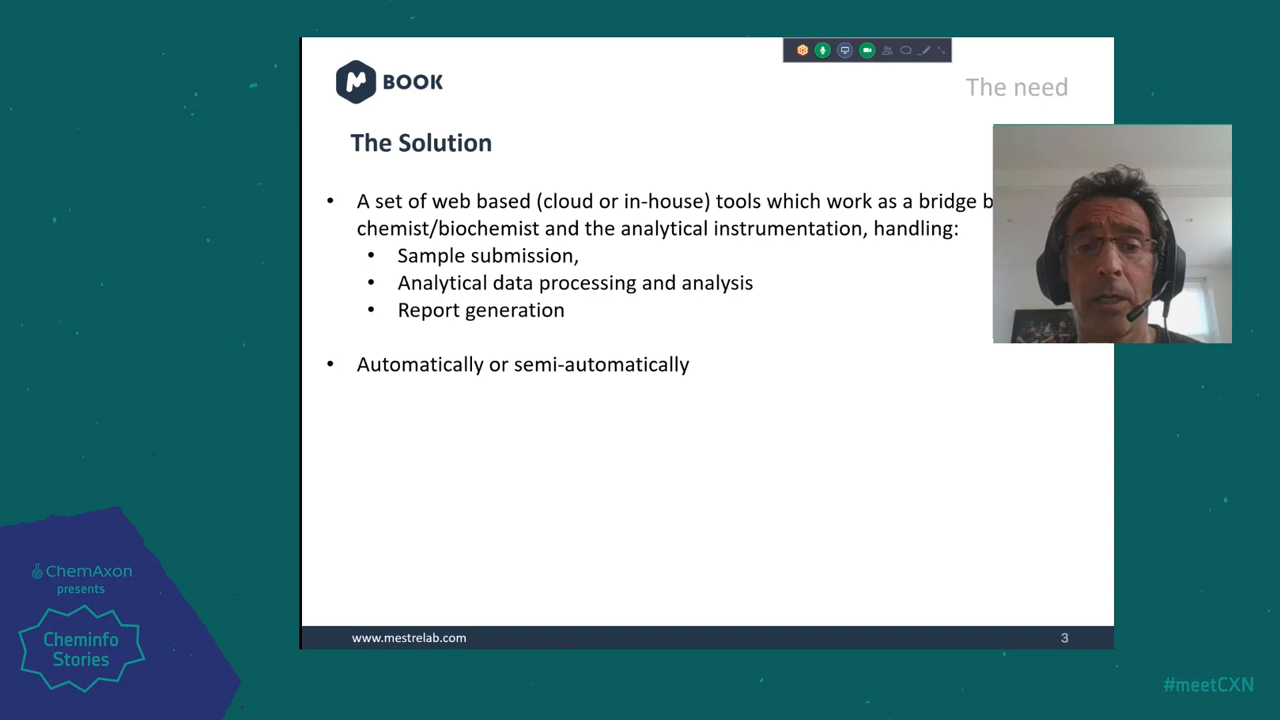 BOOK
The need
The Solution
• A set of web based (cloud or in-house) tools which work as a bridge
chemist/biochemist and the analytical instrumentation, handling:
• Sample submission,
• Analytical data processing and analysis
• Report generation
• Automatically or semi-automatically
www.mestrelab.com
3
ChemAxon
presents
Cheminfo
Stories
#meetCXN